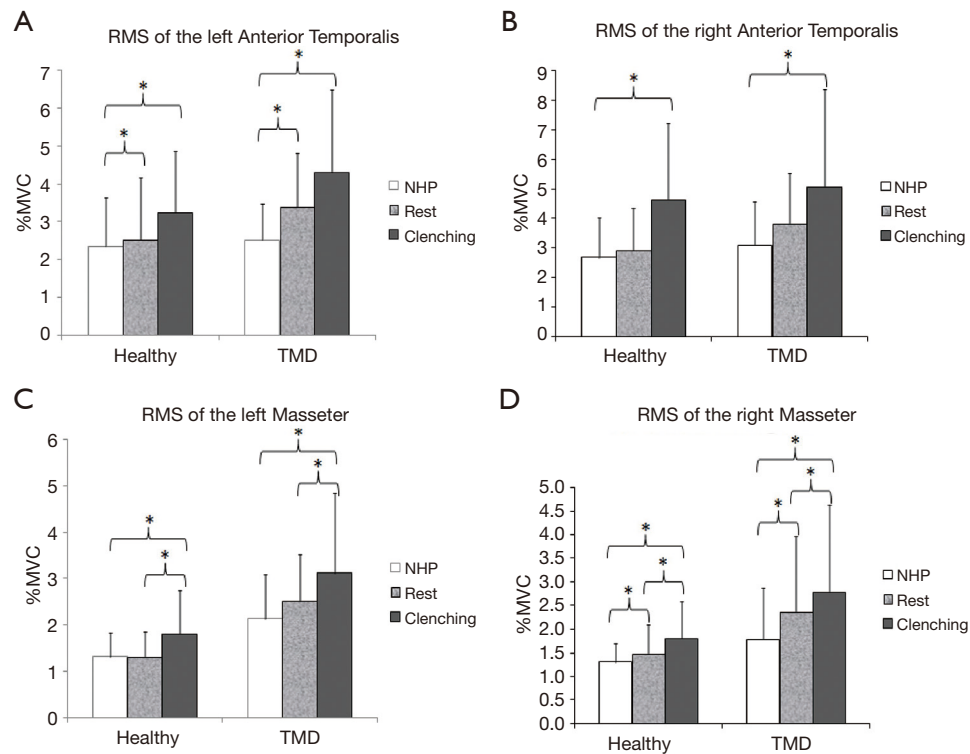 A
RMS of the left Anterior Temporalis
*
*
*
*
7
6
5
4
3
2
1
0
%MVC
Healthy
TMD
NHP
Rest
Clenching
B
RMS of the right Anterior Temporalis
*
*
9
8
7
6
5
4
3
2
1
0
%MVC
Healthy
TMD
NHP
Rest
Clenching
C
RMS of the left Masseter
*
*
*
*
6
5
4
3
2
1
0
%MVC
Healthy
TMD
NHP
Rest
Clenching
D
RMS of the right Masseter
*
*
*
*
*
*
5.0
4.5
4.0
3.5
3.0
2.5
2.0
1.5
1.0
0.5
0.0
%MVC
Healthy
TMD
NHP
Rest
Clenching